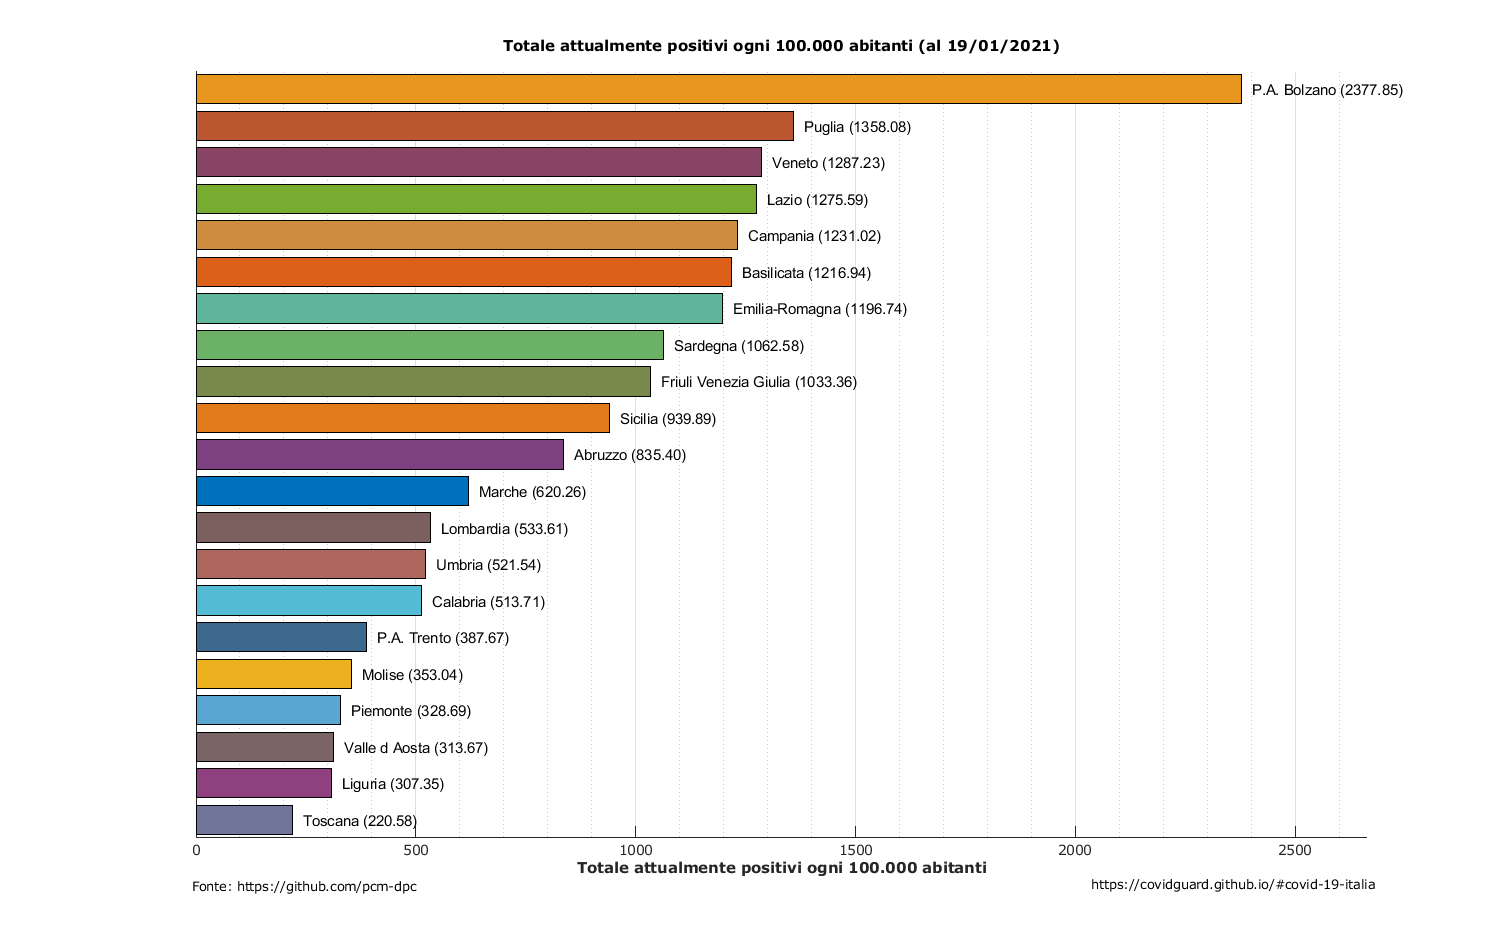 Totale attualmente positivi ogni 100.000 abitanti (al 19/01/2021)
P.A. Bolzano (2377.85)
Puglia (1358.08)
Veneto (1287.23)
Lazio (1275.59)
Campania (1231.02)
Basilicata (1216.94)
Emilia-Romagna (1196.74)
Sardegna (1062.58)
Friuli Venezia Giulia (1033.36)
Sicilia (939.89)
Abruzzo (835.40)
Marche (620.26)
Lombardia (533.61)
Umbria (521.54)
Calabria (513.71)
P.A. Trento (387.67)
Molise (353.04)
Piemonte (328.69)
Valle d Aosta (313.67)
Liguria (307.35)
Toscana (220.58)
0 500 1000 1500 2000 2500
Totale attualmente positivi ogni 100.000 abitanti
Fonte: https://github.com/pcm-dpc
https://covidguard.github.io/#covid-19-italia